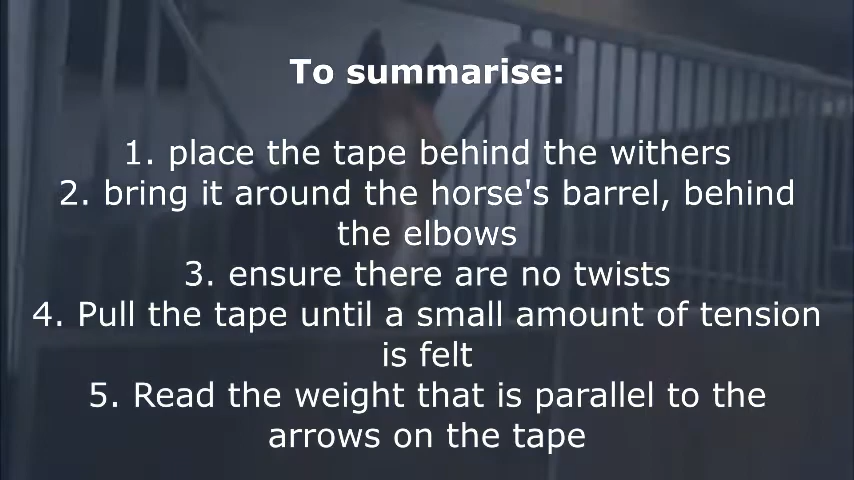 To summarise:
1. place the tape behind the withers
2. bring it around the horse's barrel, behind
the elbows
3. ensure there are no twists
4. Pull the tape until a small amount of tension
is felt
5. Read the weight that is parallel to the
arrows on the tape